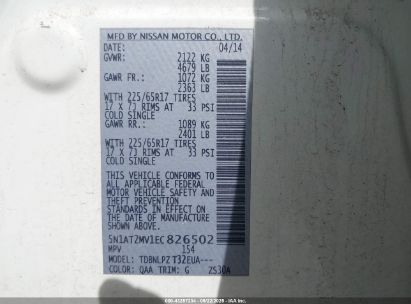 MFD BY NISSAN MOTOR CO., LTD.
DATE: 04/14
GVWR: 2122 KG
4679 LB
GAWR FR.: 1072 KG
2363 LB
WITH 225/65R17 TIRES
17 X 7J RIMS AT 33 PSI
COLD SINGLE
GAWR RR.: 1089 KG
2401 LB
WITH 225/65R17 TIRES
17 X 7J RIMS AT 33 PSI
COLD SINGLE
THIS VEHICLE CONFORMS TO
ALL APPLICABLE FEDERAL
MOTOR VEHICLE SAFETY
AND THEFT PREVENTION
STANDARDS IN EFFECT ON
THE DATE OF MANUFACTURE
SHOWN ABOVE.
5N1AT2MV1EC826502
MPV 154
MODEL: TDBNLPZ T32EUA---
COLOR: QAA TRIM: G ZS30A